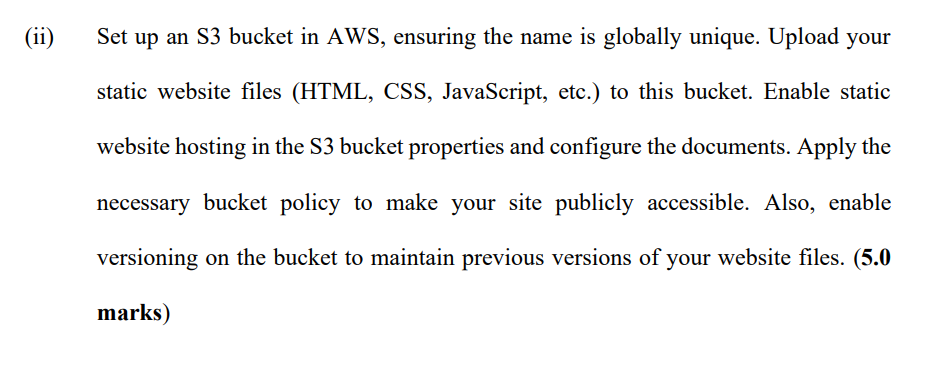 (ii) Set up an S3 bucket in AWS, ensuring the name is globally unique. Upload your
static website files (HTML, CSS, JavaScript, etc.) to this bucket. Enable static
website hosting in the S3 bucket properties and configure the documents. Apply the
necessary bucket policy to make your site publicly accessible. Also, enable
versioning on the bucket to maintain previous versions of your website files. (5.0
marks)